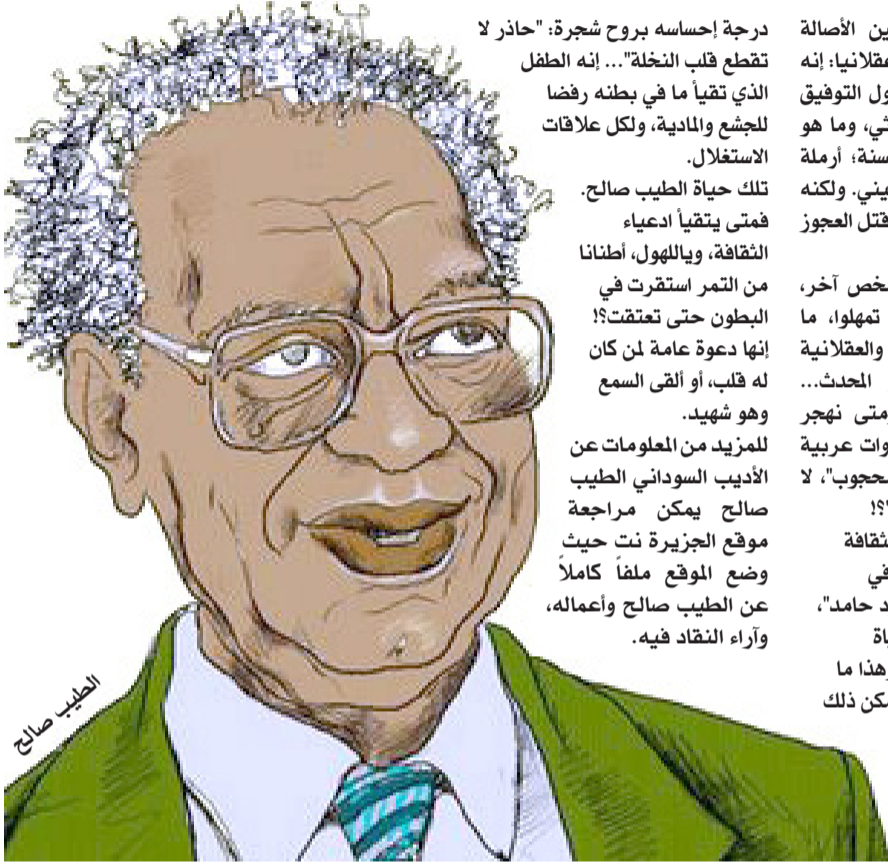 ين الأصالة
عقلانيا: إنه
ول التوفيق
ثي، وما هو
سنة؛ أرملة
يني. ولكنه
قتل العجوز
خص آخر،
تمهلوا، ما
والعقلانية
المحدث...
متى نهجر
وات عربية
حجوب"، لا
"؟!
ثقافة
في
د حامد"،
اة
هذا ما
كن ذلك
درجة إحساسه بروح شجرة: "حاذر لا
تقطع قلب النخلة"... إنه الطفل
الذي تقيأ ما في بطنه رفضا
للجشع والمادية، ولكل علاقات
الاستغلال.
تلك حياة الطيب صالح.
فمتى يتقيأ ادعياء
الثقافة، وياللهول، أطنانا
من التمر استقرت في
البطون حتى تعتقت؟!
إنها دعوة عامة لمن كان
له قلب، أو ألقى السمع
وهو شهيد.
للمزيد من المعلومات عن
الأديب السوداني الطيب
صالح يمكن مراجعة
موقع الجزيرة نت حيث
وضع الموقع ملفاً كاملاً
عن الطيب صالح وأعماله،
وآراء النقاد فيه.
الطيب صالح